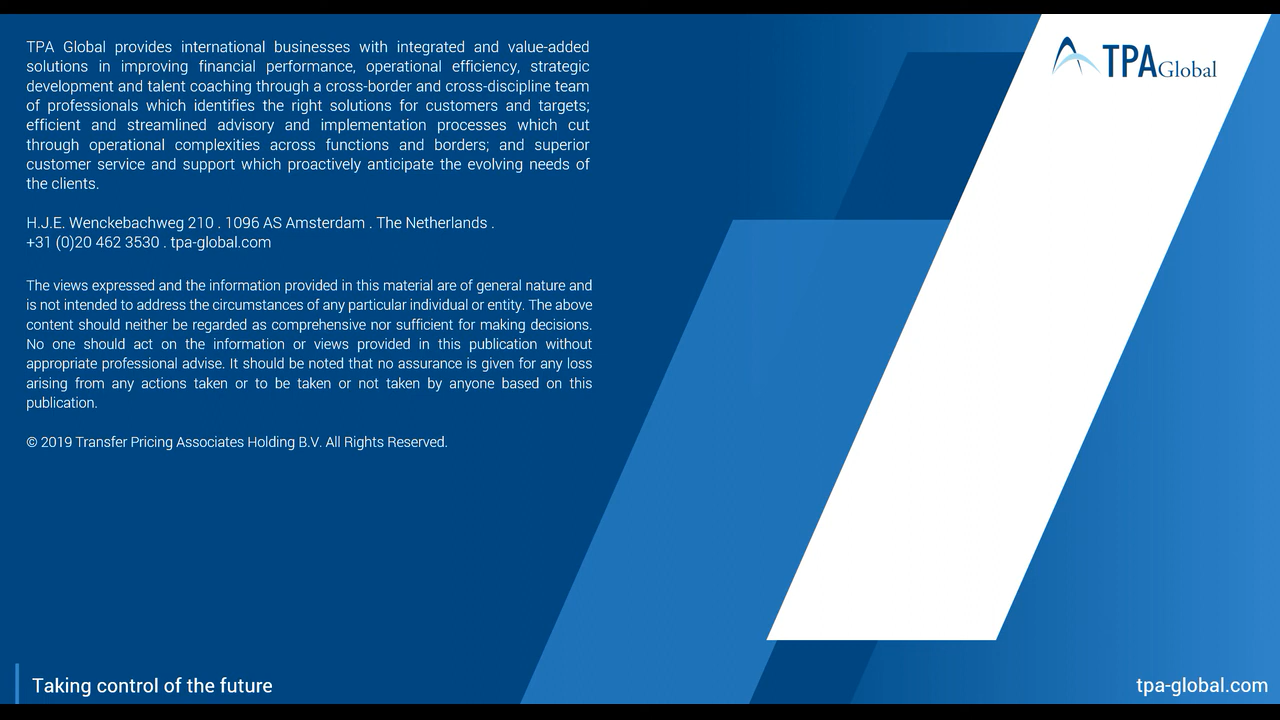 TPA Global provides international businesses with integrated and value-added
solutions in improving financial performance, operational efficiency, strategic
development and talent coaching through a cross-border and cross-discipline team
of professionals which identifies the right solutions for customers and targets;
efficient and streamlined advisory and implementation processes which cut
through operational complexities across functions and borders; and superior
customer service and support which proactively anticipate the evolving needs of
the clients.
H.J.E. Wenckebachweg 210 . 1096 AS Amsterdam . The Netherlands .
+31 (0)20 462 3530 . tpa-global.com
The views expressed and the information provided in this material are of general nature and
is not intended to address the circumstances of any particular individual or entity. The above
content should neither be regarded as comprehensive nor sufficient for making decisions.
No one should act on the information or views provided in this publication without
appropriate professional advise. It should be noted that no assurance is given for any loss
arising from any actions taken or to be taken or not taken by anyone based on this
publication.
© 2019 Transfer Pricing Associates Holding B.V. All Rights Reserved.
TPA Global
Taking control of the future
tpa-global.com